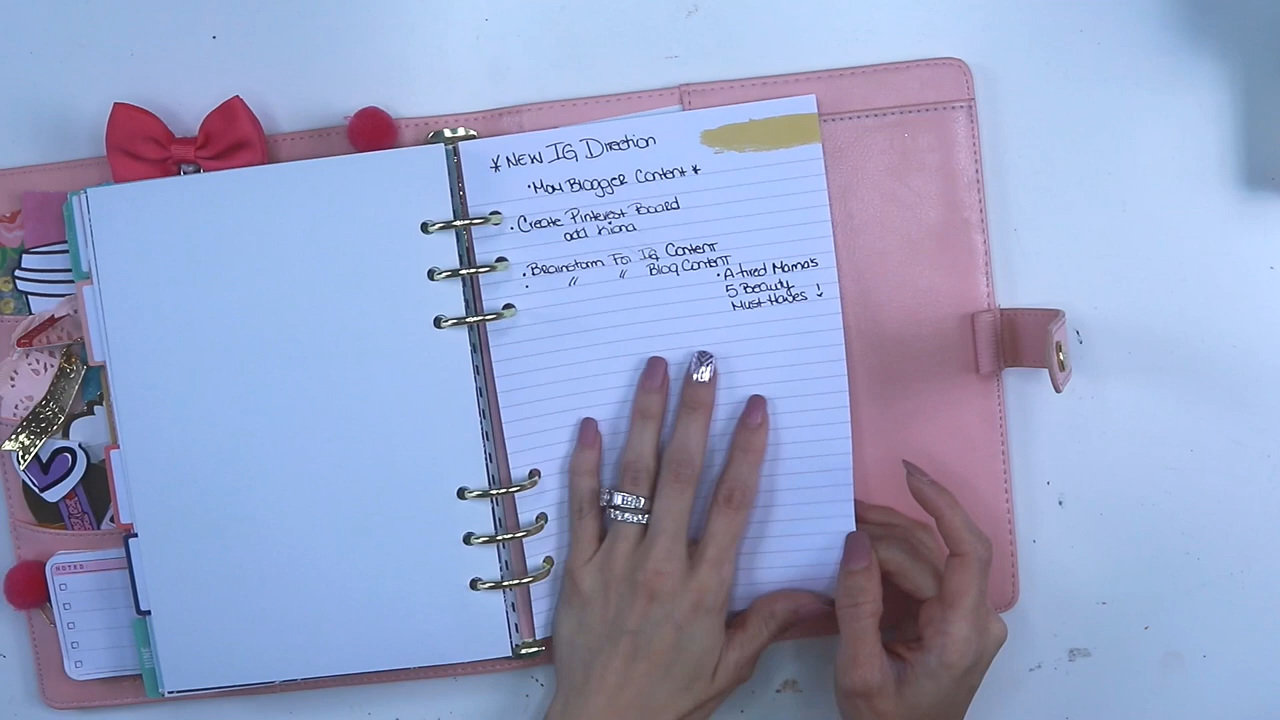 *NEW IG Direction
• Mom Blogger Content *
• Create Pinterest Board
add Kiana
• Brainstorm For IG Content
• " " Blog Content
• A tired Mama's
5 Beauty
Must Haves !
NOTES
JUNE